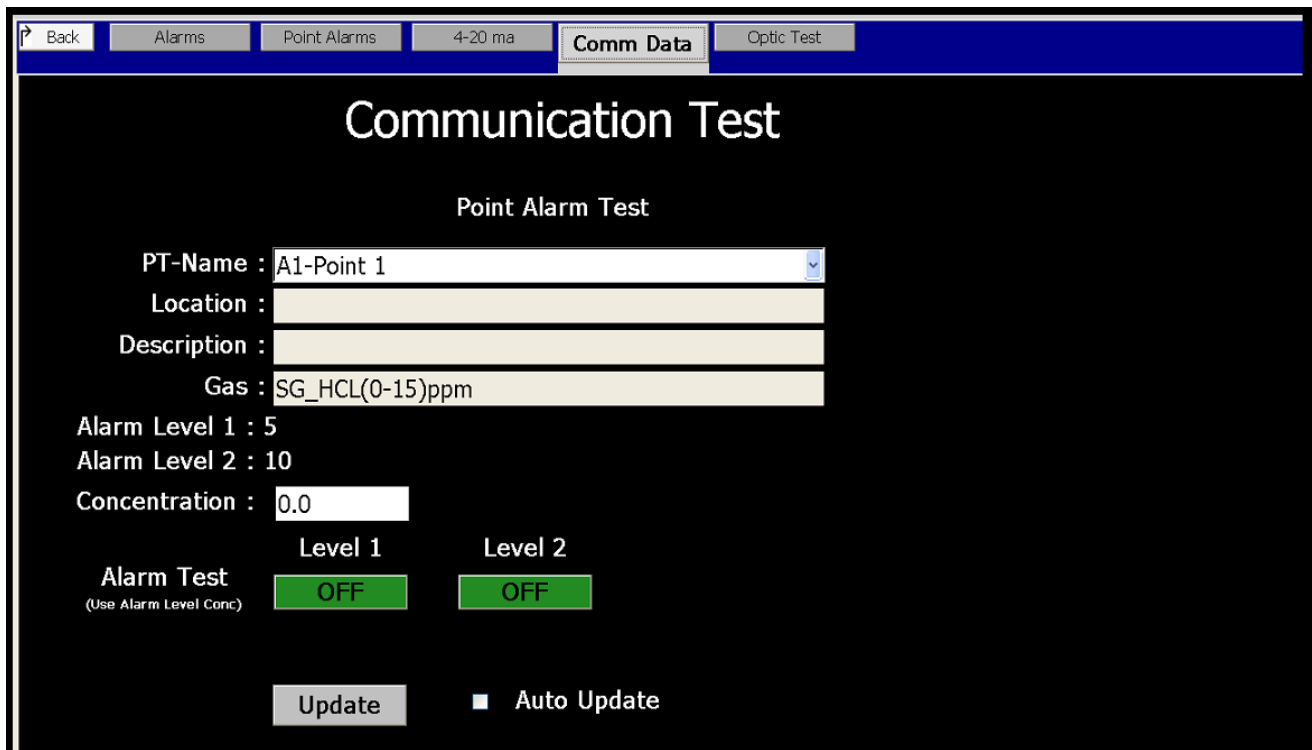 Back Alarms Point Alarms 4-20 ma Comm Data Optic Test
Communication Test
Point Alarm Test
PT-Name : A1-Point 1
Location :
Description :
Gas : SG_HCL(0-15)ppm
Alarm Level 1 : 5
Alarm Level 2 : 10
Concentration : 0.0
Level 1 Level 2
Alarm Test OFF OFF
(Use Alarm Level Conc)
Update Auto Update